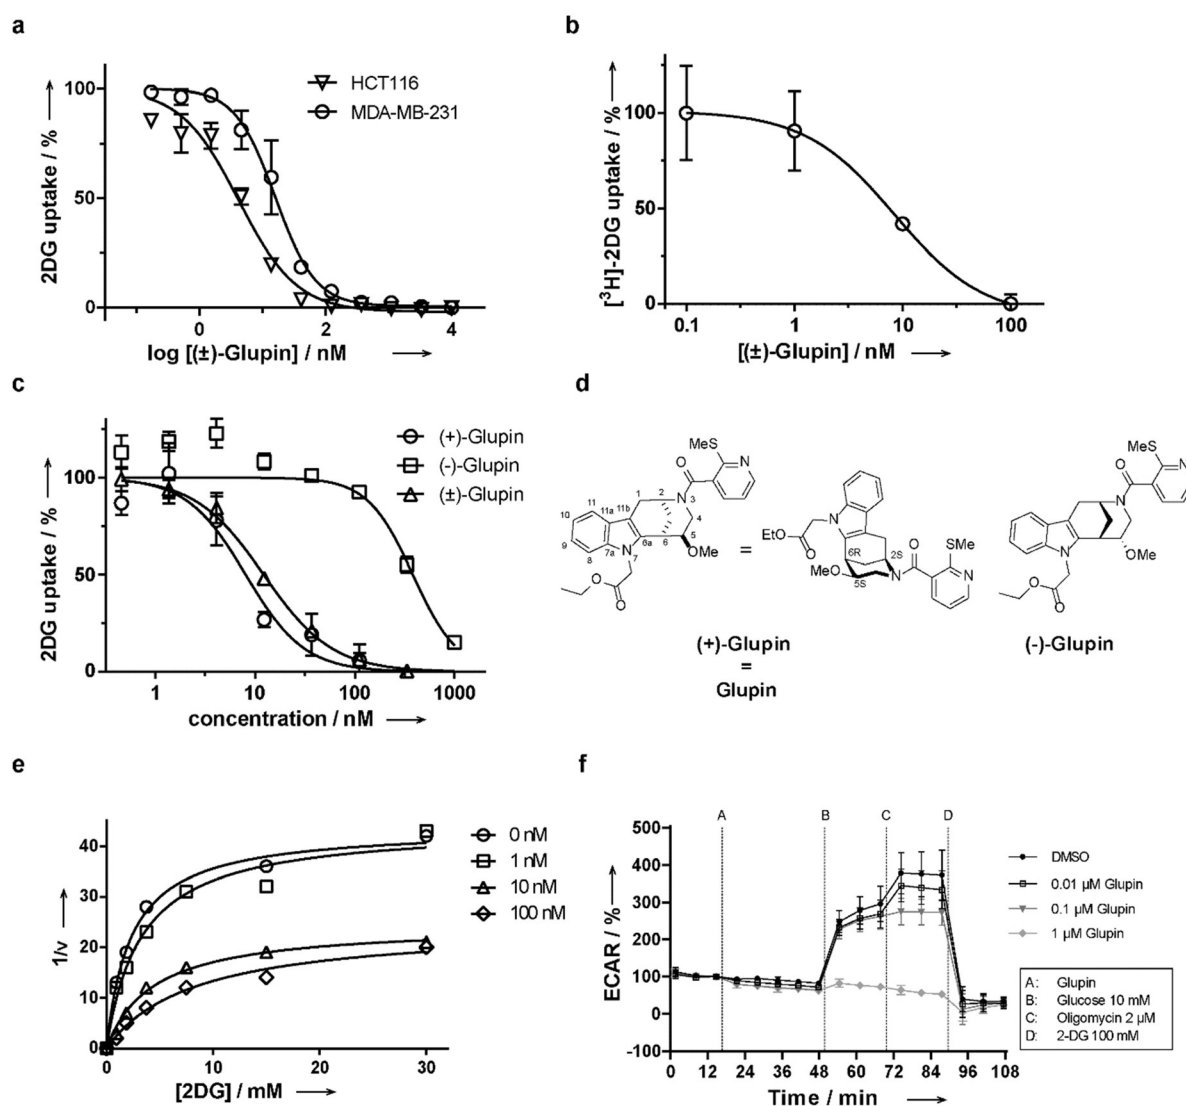 a
2DG uptake / %
100
50
0
HCT116
MDA-MB-231
0
2
4
log [(±)-Glupin] / nM
b
[³H]-2DG uptake / %
100
50
0
0.1
1
10
100
[(±)-Glupin] / nM
c
2DG uptake / %
100
50
0
(+)-Glupin
(-)-Glupin
(±)-Glupin
1
10
100
1000
concentration / nM
d
MeS
N
O
1
2
N
3
11
11b
11a
4
10
5
9
6a
6
7a
N
7
OMe
8
O
O
=
EtO
O
N
6R
2S
MeO
5S
N
O
SMe
N
MeS
N
O
N
N
OMe
O
O
(+)-Glupin
=
Glupin
(-)-Glupin
e
1/v
40
30
20
10
0
0 nM
1 nM
10 nM
100 nM
0
10
20
30
[2DG] / mM
f
ECAR / %
500
400
300
200
100
0
-100
A
B
C
D
DMSO
0.01 µM Glupin
0.1 µM Glupin
1 µM Glupin
A: Glupin
B: Glucose 10 mM
C: Oligomycin 2 µM
D: 2-DG 100 mM
0 12 24 36 48 60 72 84 96 108
Time / min